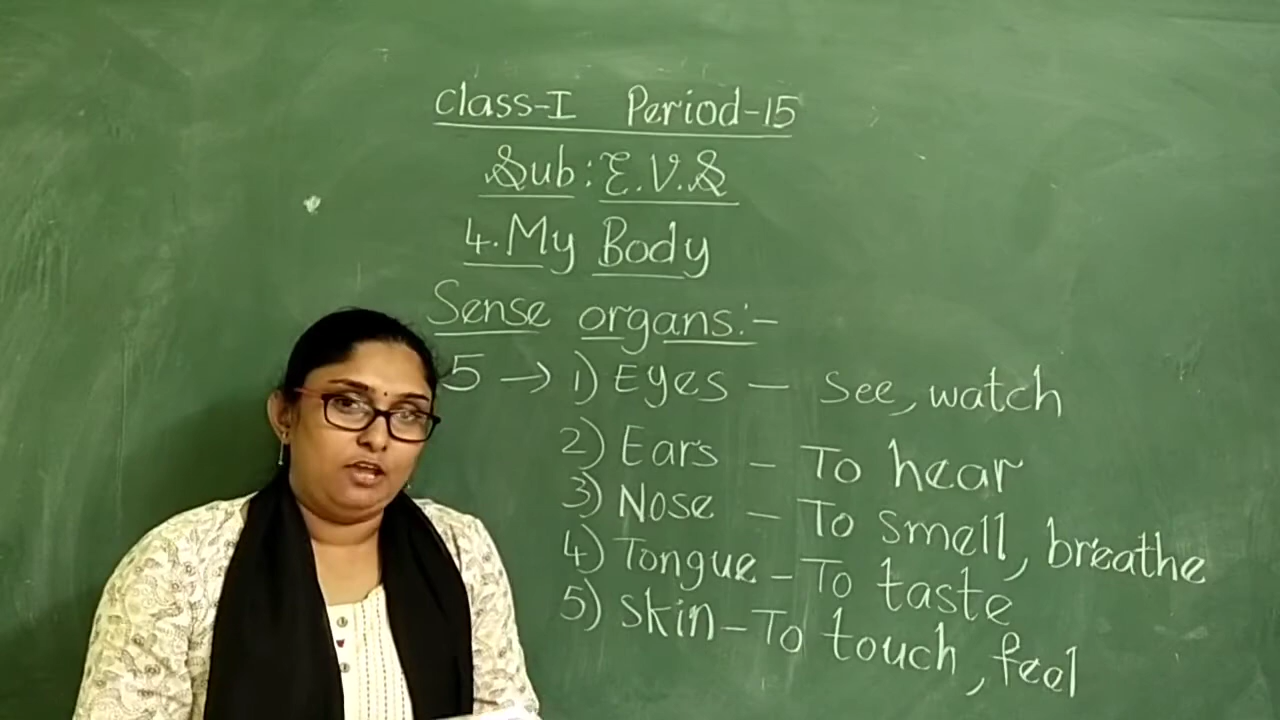 class-I Period-15
Sub: E.V.S
4. My Body
Sense organs:-
5 → 1) Eyes - see, watch
2) Ears - To hear
3) Nose - To smell, breathe
4) Tongue - To taste
5) Skin - To touch, feel